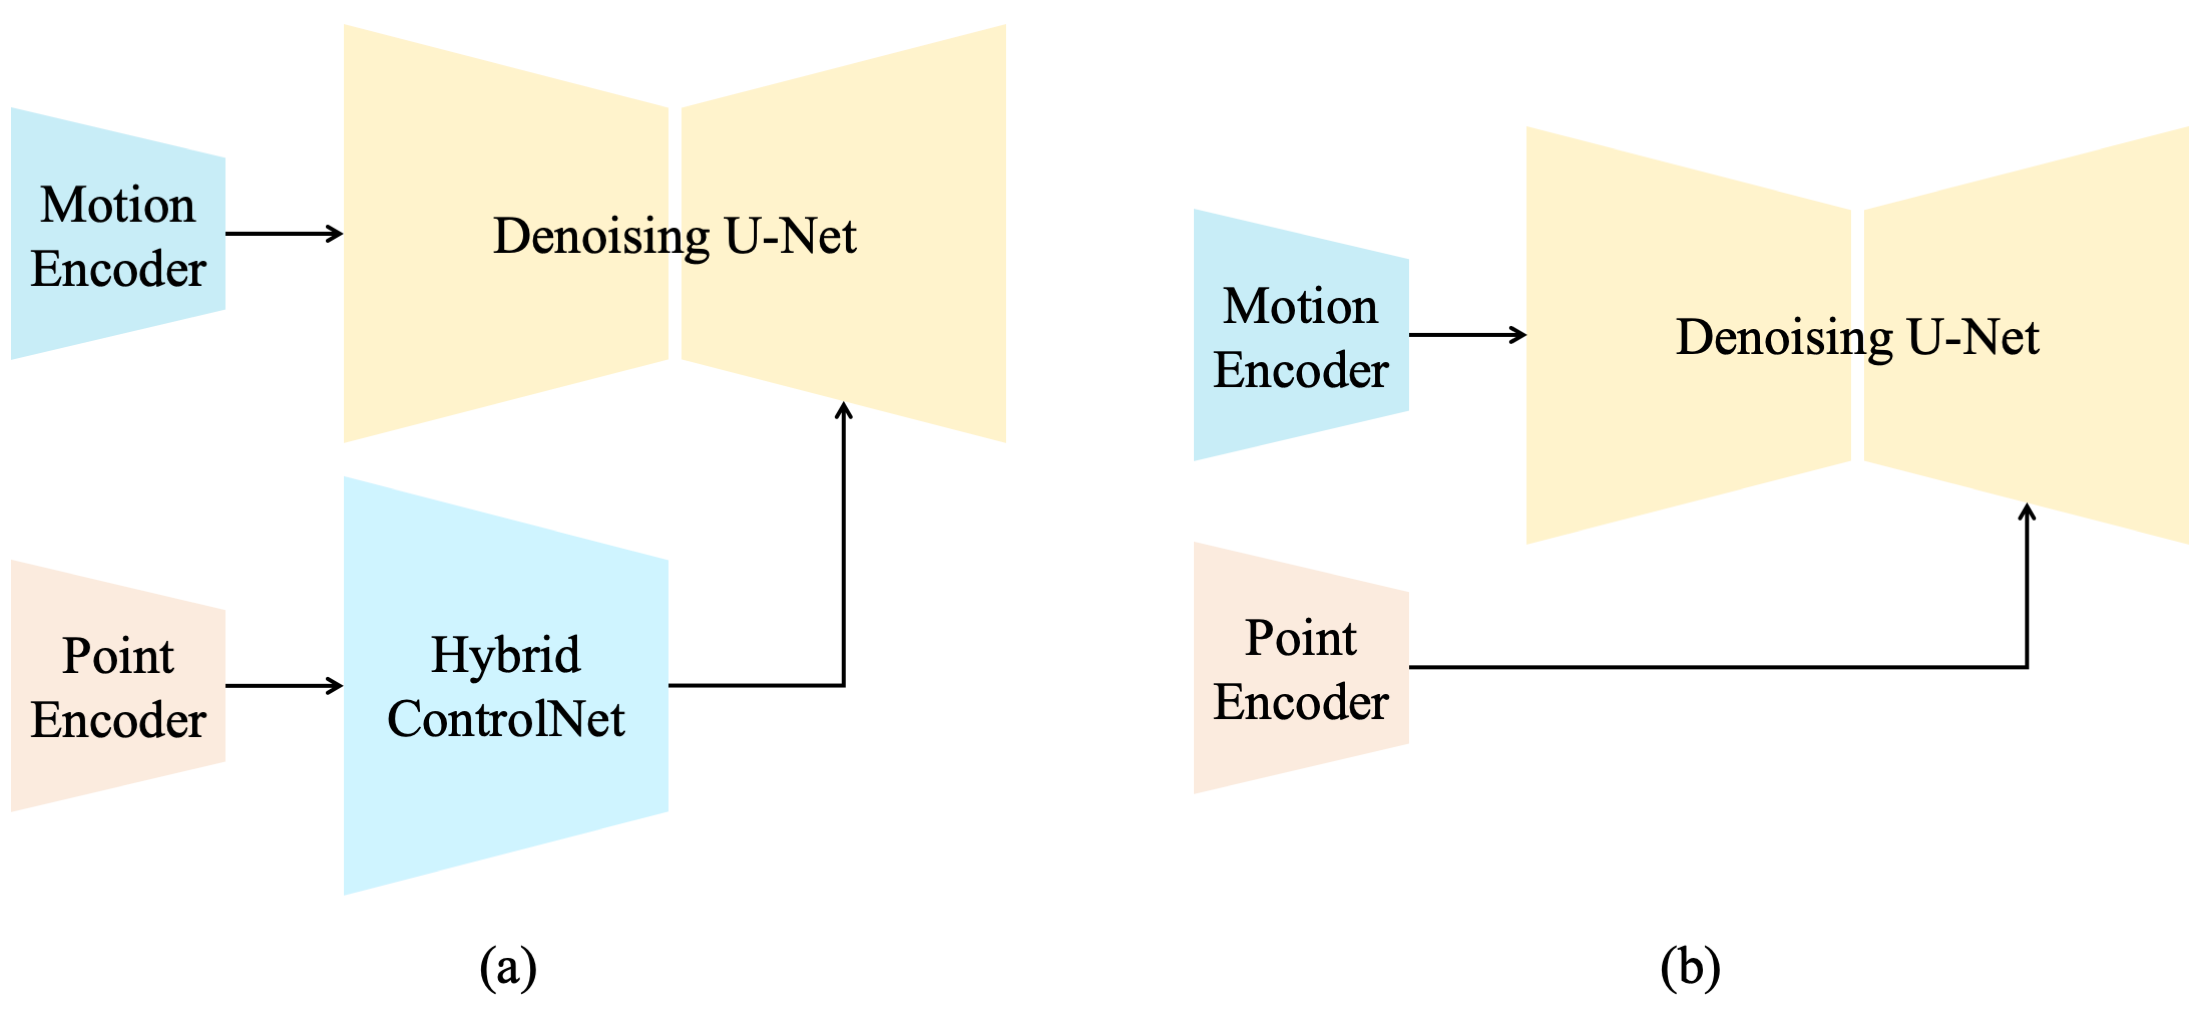 Motion
Encoder
Denoising U-Net
Point
Encoder
Hybrid
ControlNet
(a)
Motion
Encoder
Denoising U-Net
Point
Encoder
(b)